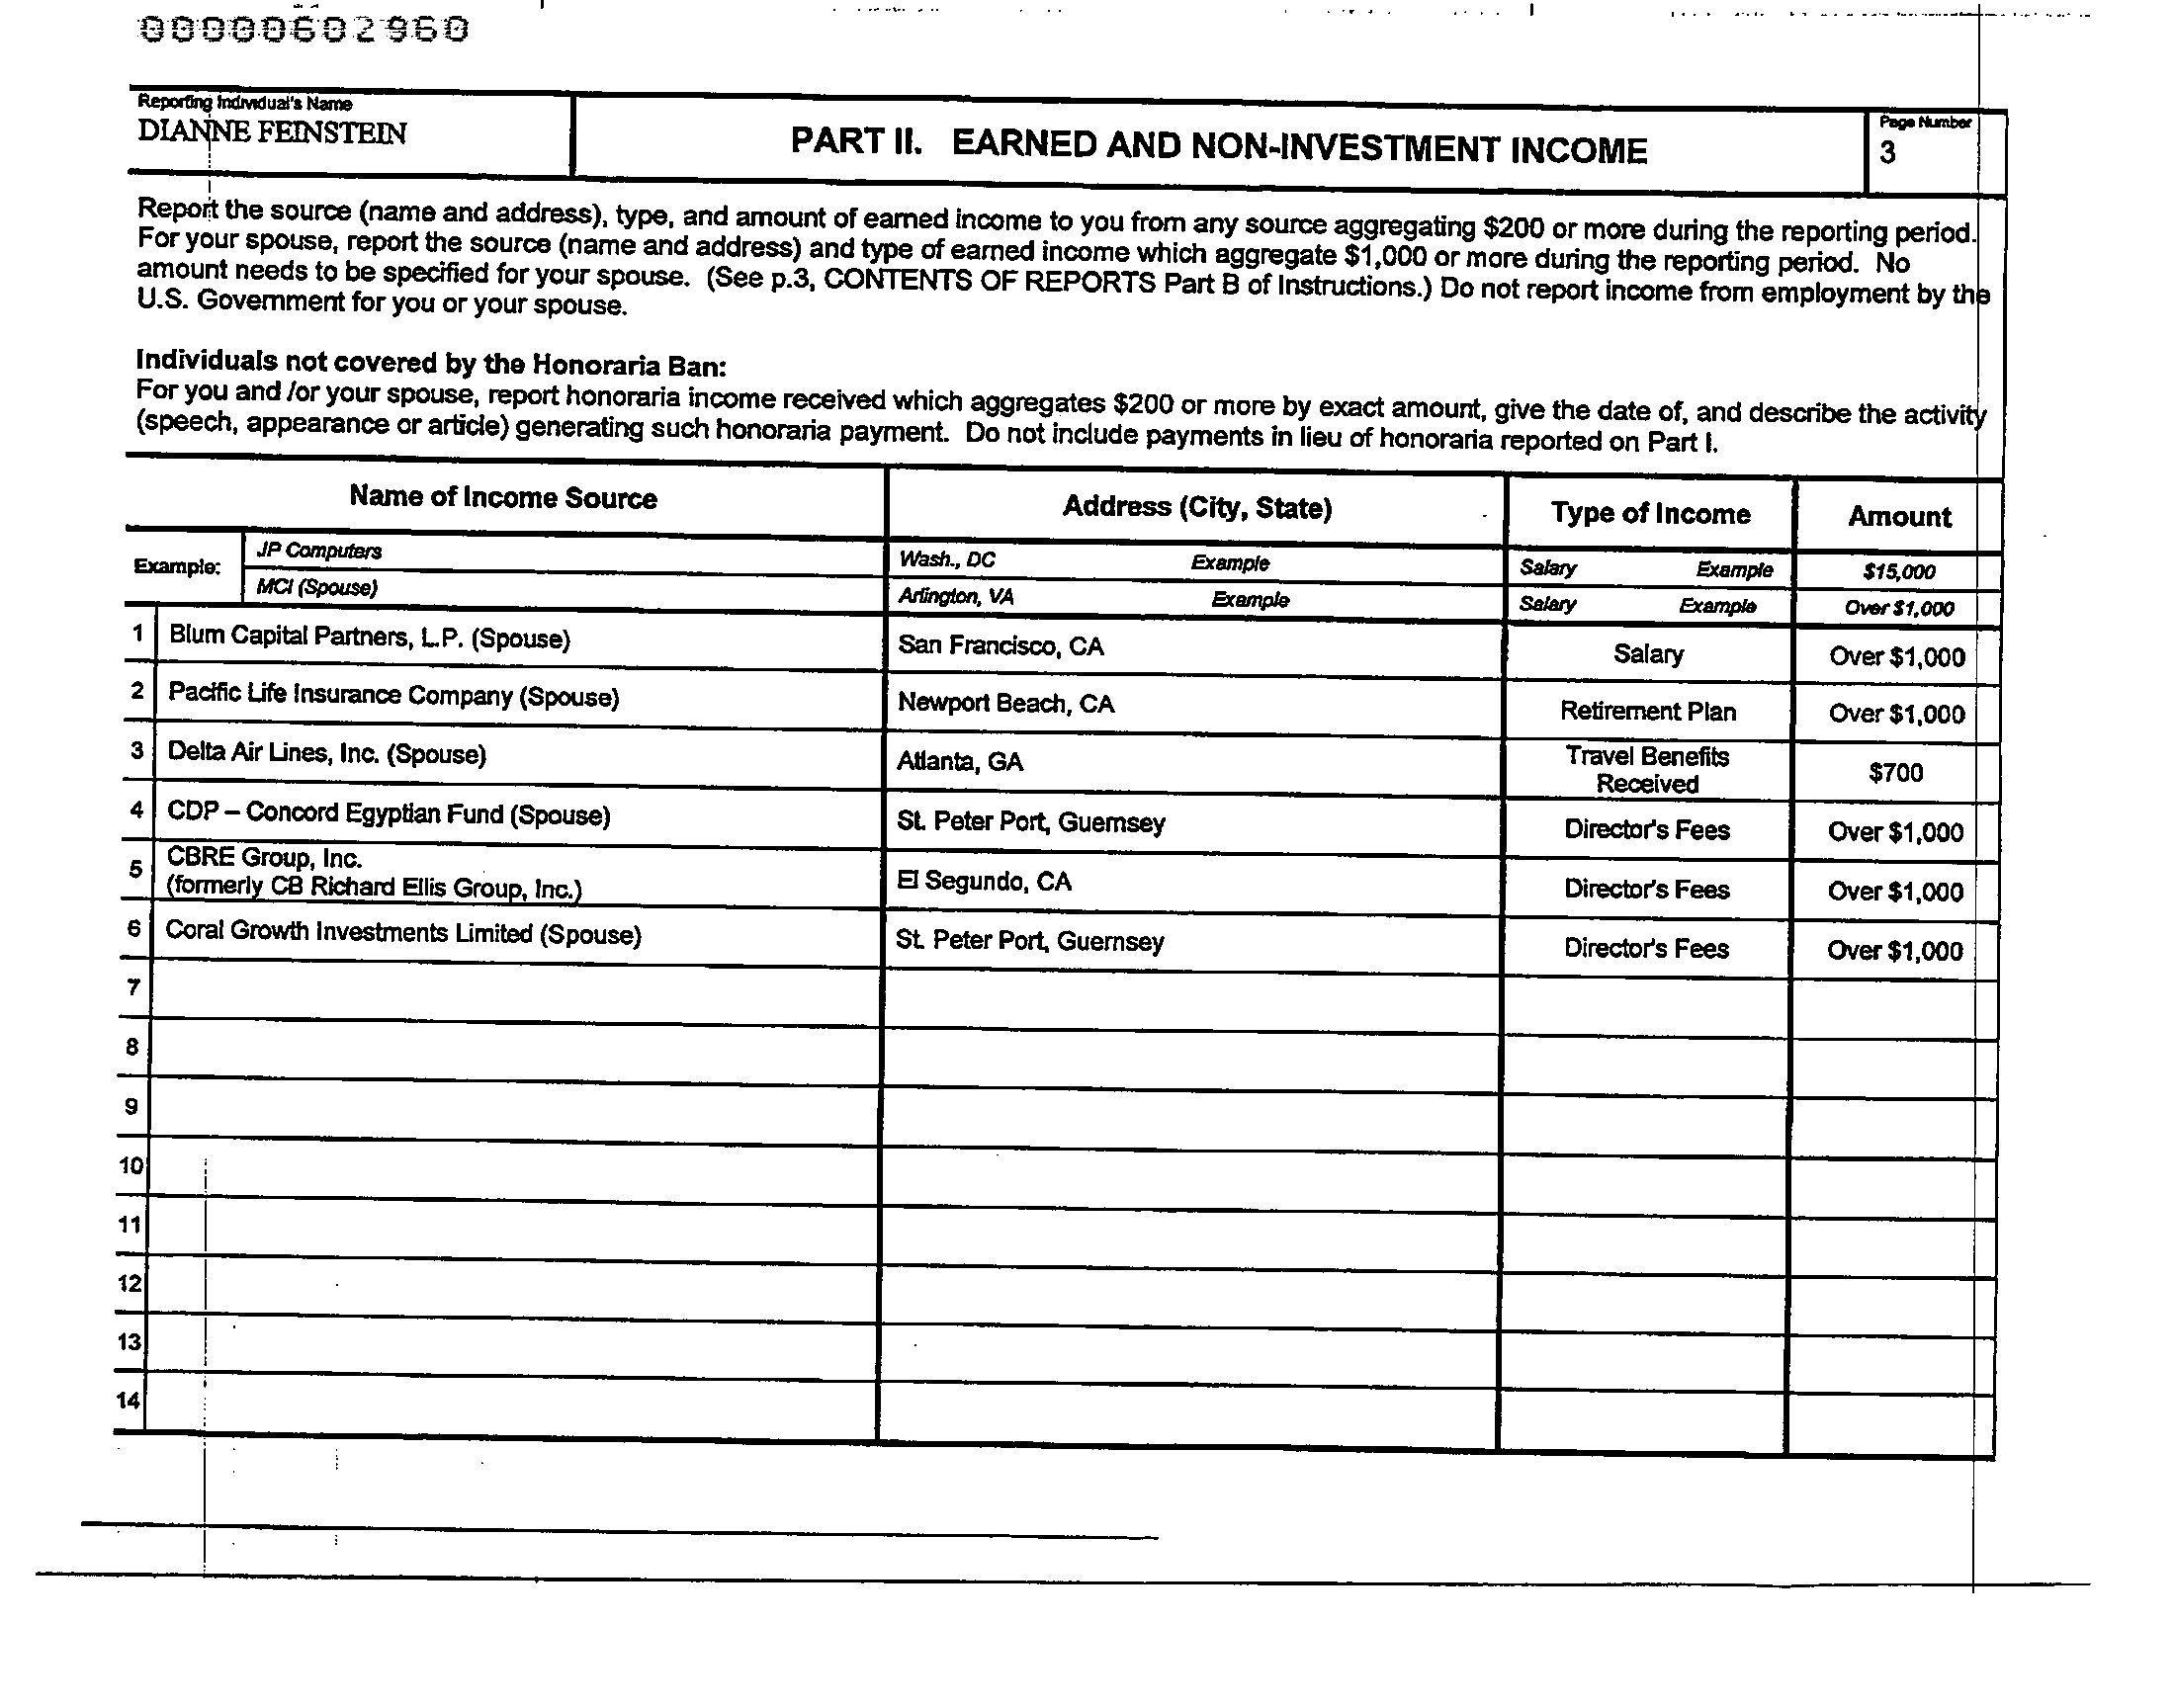 00000602960
Reporting Individual's Name
DIANNE FEINSTEIN
PART II. EARNED AND NON-INVESTMENT INCOME
Page Number
3
Report the source (name and address), type, and amount of earned income to you from any source aggregating $200 or more during the reporting period.
For your spouse, report the source (name and address) and type of earned income which aggregate $1,000 or more during the reporting period. No
amount needs to be specified for your spouse. (See p.3, CONTENTS OF REPORTS Part B of Instructions.) Do not report income from employment by the
U.S. Government for you or your spouse.
Individuals not covered by the Honoraria Ban:
For you and /or your spouse, report honoraria income received which aggregates $200 or more by exact amount, give the date of, and describe the activity
(speech, appearance or article) generating such honoraria payment. Do not include payments in lieu of honoraria reported on Part I.
Name of Income Source Address (City, State) Type of Income Amount
Example:
JP Computers Wash., DC Example Salary Example $15,000
MCI (Spouse) Arlington, VA Example Salary Example Over $1,000
1 Blum Capital Partners, L.P. (Spouse) San Francisco, CA Salary Over $1,000
2 Pacific Life Insurance Company (Spouse) Newport Beach, CA Retirement Plan Over $1,000
3 Delta Air Lines, Inc. (Spouse) Atlanta, GA Travel Benefits
Received $700
4 CDP – Concord Egyptian Fund (Spouse) St. Peter Port, Guernsey Director's Fees Over $1,000
5 CBRE Group, Inc.
(formerly CB Richard Ellis Group, Inc.) El Segundo, CA Director's Fees Over $1,000
6 Coral Growth Investments Limited (Spouse) St. Peter Port, Guernsey Director's Fees Over $1,000
7
8
9
10
11
12
13
14